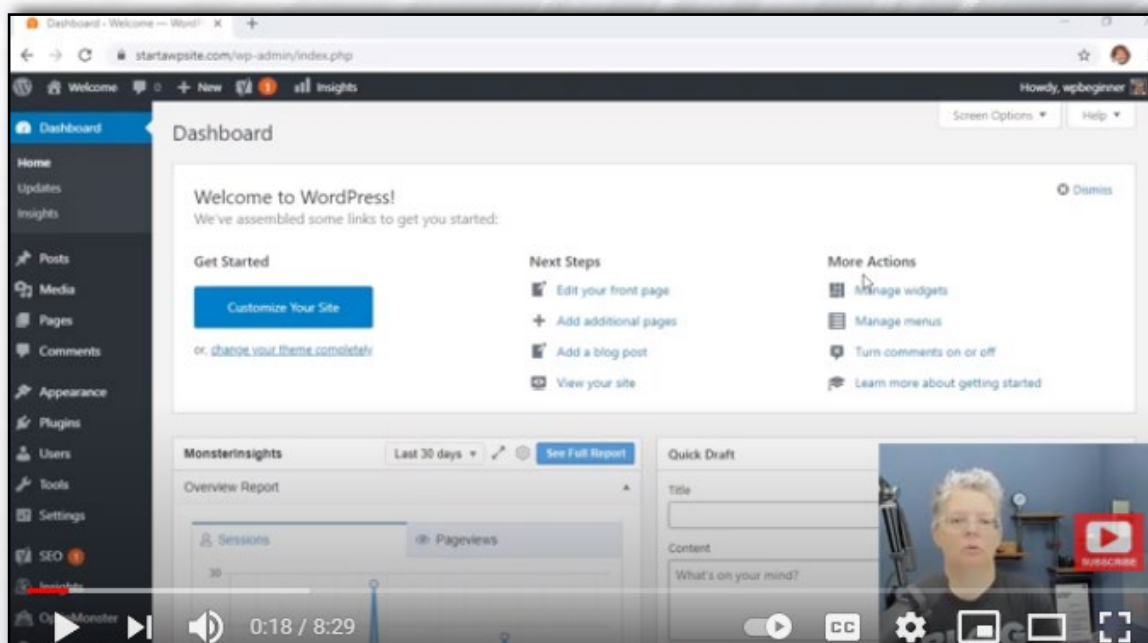 Dashboard ‹ Welcome — Word
startawpsite.com/wp-admin/index.php
Welcome 0 + New 1 Insights
Howdy, wpbeginner
Screen Options Help
Dashboard
Home
Updates
Insights
Posts
Media
Pages
Comments
Appearance
Plugins
Users
Tools
Settings
SEO 1
Insights
OptinMonster
Dashboard
Welcome to WordPress!
We've assembled some links to get you started:
Dismiss
Get Started
Customize Your Site
or, change your theme completely
Next Steps
Edit your front page
Add additional pages
Add a blog post
View your site
More Actions
Manage widgets
Manage menus
Turn comments on or off
Learn more about getting started
MonsterInsights
Last 30 days
See Full Report
Overview Report
Sessions
Pageviews
30
Quick Draft
Title
Content
What's on your mind?
SUBSCRIBE
0:18 / 8:29
CC